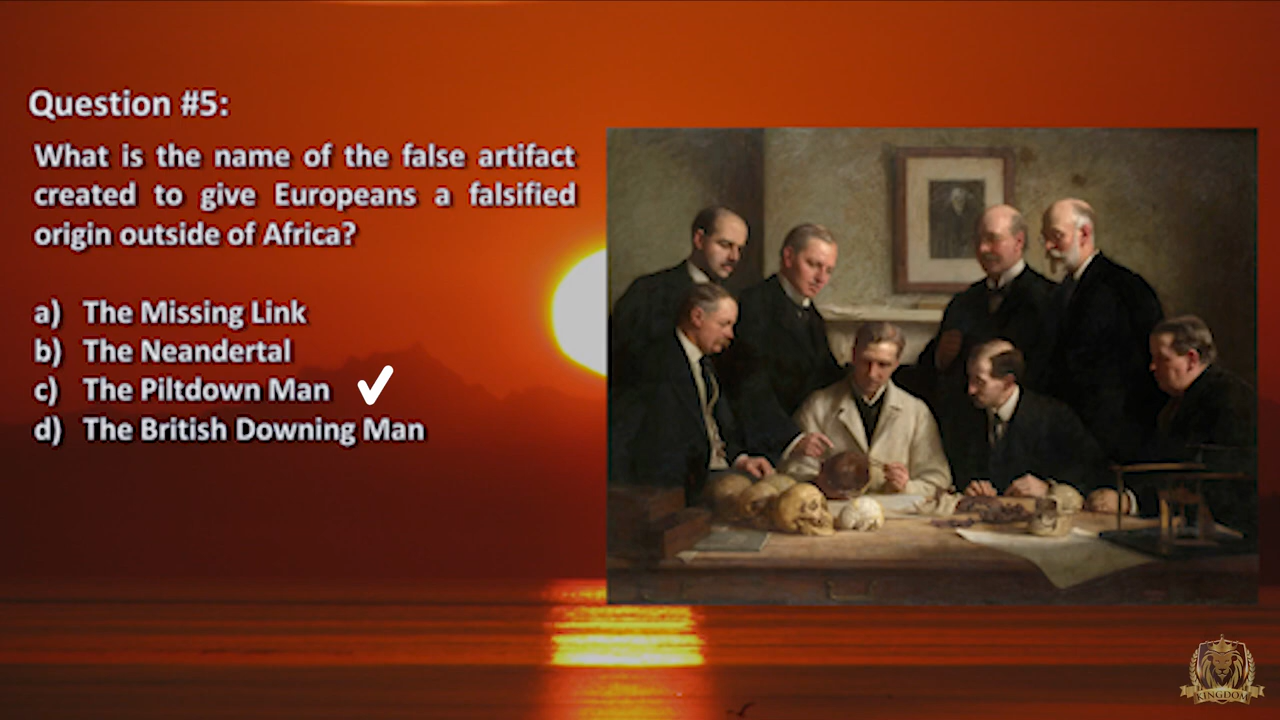 Question #5:
What is the name of the false artifact
created to give Europeans a falsified
origin outside of Africa?
a) The Missing Link
b) The Neandertal
c) The Piltdown Man
d) The British Downing Man
KINGDOM